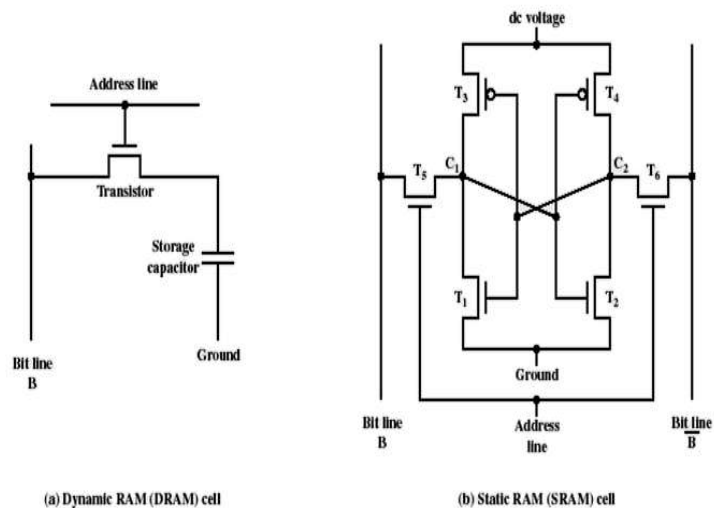 Address line
Transistor
Storage
capacitor
Ground
Bit line
B
(a) Dynamic RAM (DRAM) cell
dc voltage
T3
T4
T5
C1
C2
T6
T1
T2
Ground
Bit line
B
Address
line
Bit line
B̅
(b) Static RAM (SRAM) cell